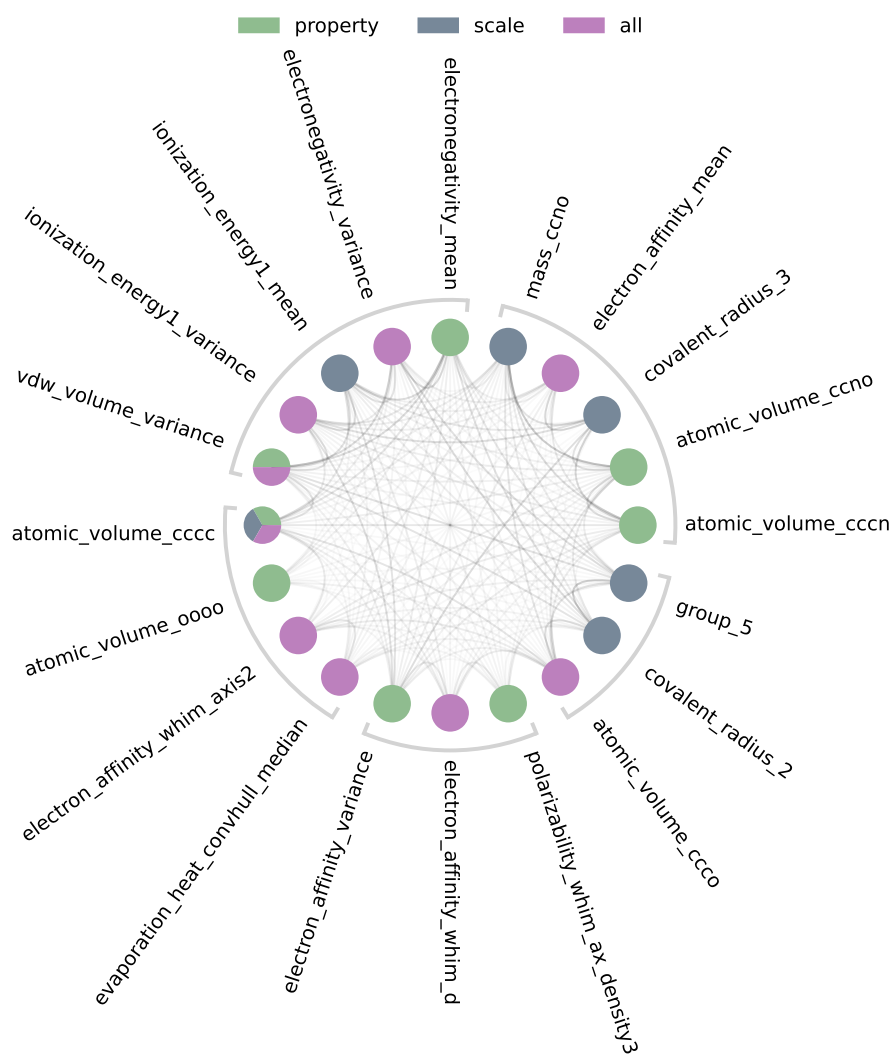 property
scale
all
electronegativity_mean
mass_ccno
electron_affinity_mean
covalent_radius_3
atomic_volume_ccno
atomic_volume_cccn
group_5
covalent_radius_2
atomic_volume_ccco
polarizability_whim_ax_density3
electron_affinity_whim_d
electron_affinity_variance
evaporation_heat_convhull_median
electron_affinity_whim_axis2
atomic_volume_oooo
atomic_volume_cccc
vdw_volume_variance
ionization_energy1_variance
ionization_energy1_mean
electronegativity_variance